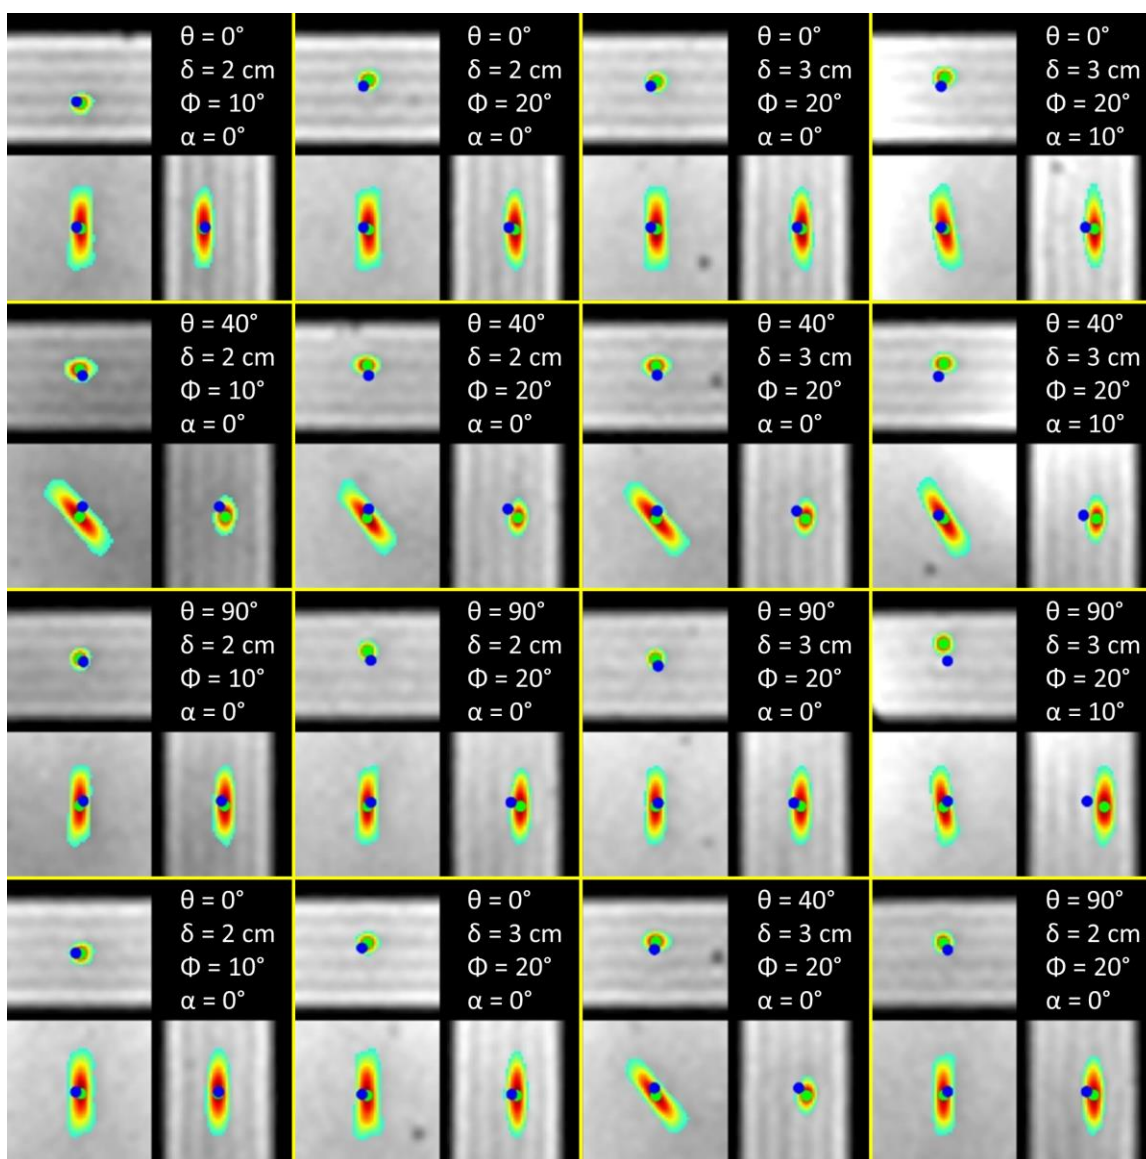 θ = 0°
δ = 2 cm
Φ = 10°
α = 0°
θ = 0°
δ = 2 cm
Φ = 20°
α = 0°
θ = 0°
δ = 3 cm
Φ = 20°
α = 0°
θ = 0°
δ = 3 cm
Φ = 20°
α = 10°
θ = 40°
δ = 2 cm
Φ = 10°
α = 0°
θ = 40°
δ = 2 cm
Φ = 20°
α = 0°
θ = 40°
δ = 3 cm
Φ = 20°
α = 0°
θ = 40°
δ = 3 cm
Φ = 20°
α = 10°
θ = 90°
δ = 2 cm
Φ = 10°
α = 0°
θ = 90°
δ = 2 cm
Φ = 20°
α = 0°
θ = 90°
δ = 3 cm
Φ = 20°
α = 0°
θ = 90°
δ = 3 cm
Φ = 20°
α = 10°
θ = 0°
δ = 2 cm
Φ = 10°
α = 0°
θ = 0°
δ = 3 cm
Φ = 20°
α = 0°
θ = 40°
δ = 3 cm
Φ = 20°
α = 0°
θ = 90°
δ = 2 cm
Φ = 20°
α = 0°